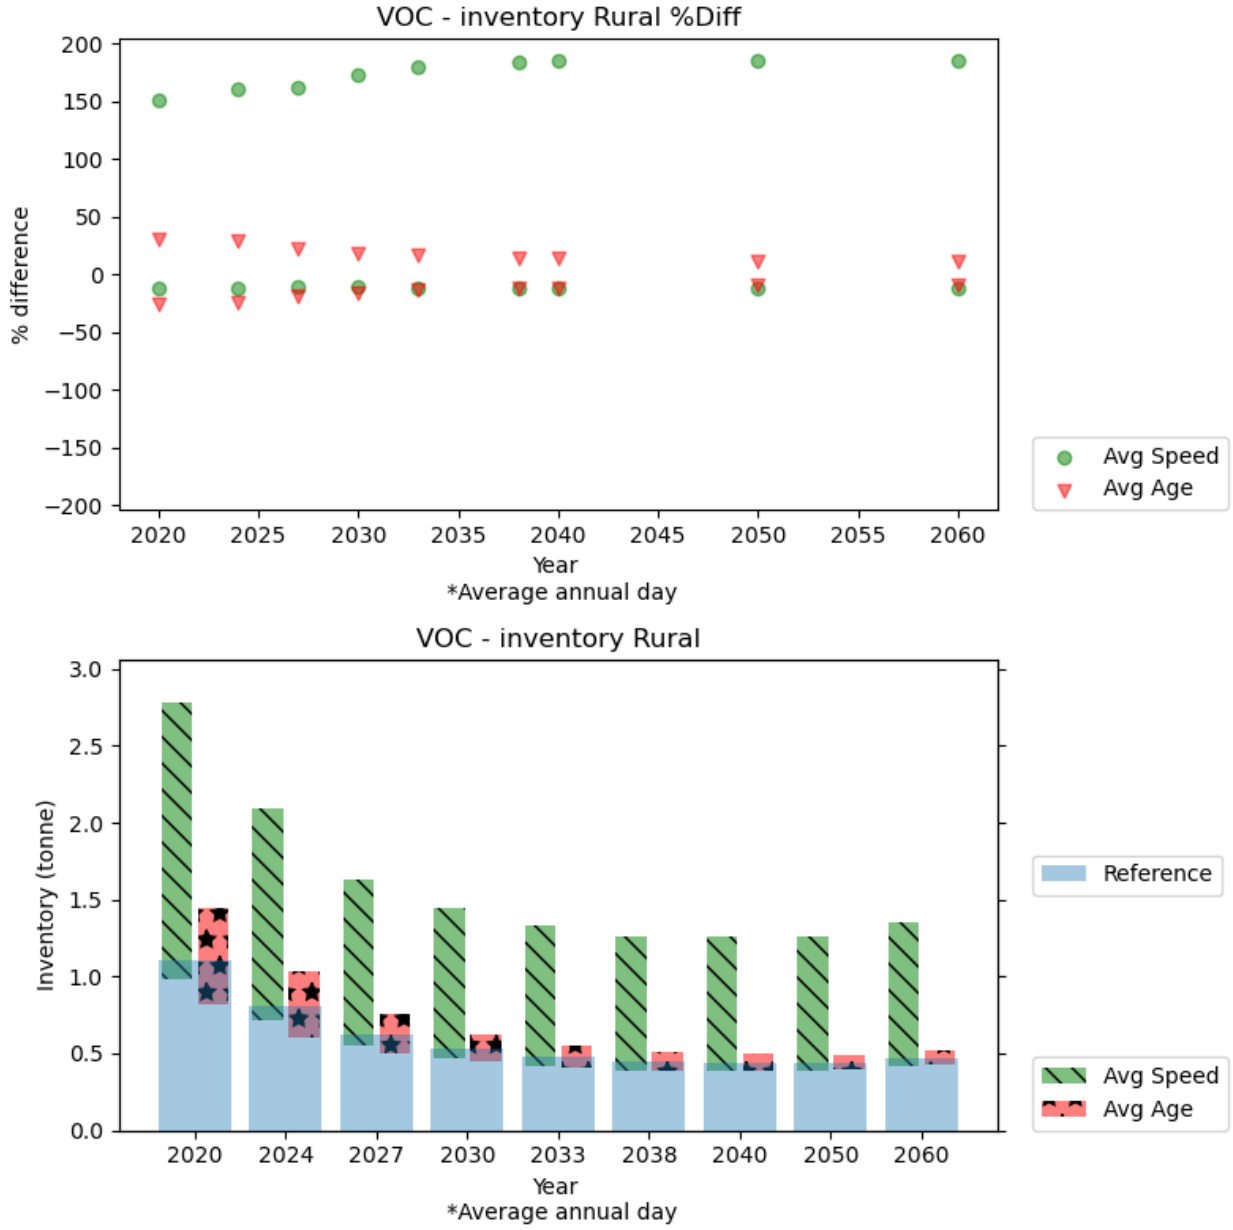 VOC - inventory Rural %Diff
200
150
100
50
0
−50
−100
−150
−200
% difference
2020 2025 2030 2035 2040 2045 2050 2055 2060
Year
*Average annual day
Avg Speed
Avg Age
VOC - inventory Rural
3.0
2.5
2.0
1.5
1.0
0.5
0.0
Inventory (tonne)
2020 2024 2027 2030 2033 2038 2040 2050 2060
Year
*Average annual day
Reference
Avg Speed
Avg Age